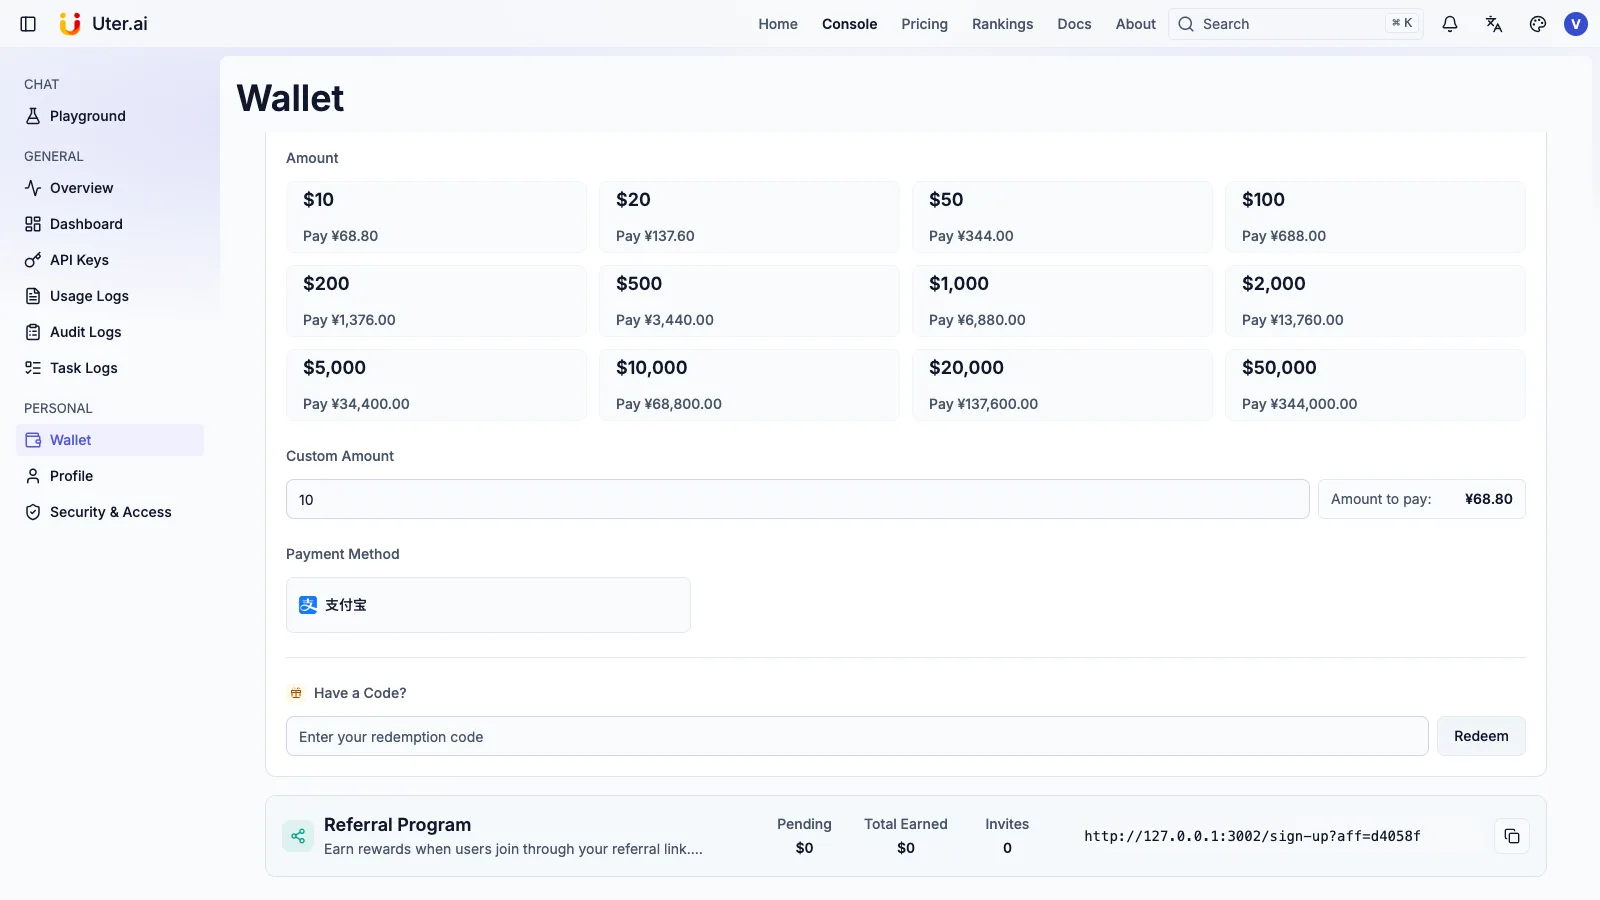 Uter.ai
Home Console Pricing Rankings Docs About Search ⌘ K V
CHAT
Playground
GENERAL
Overview
Dashboard
API Keys
Usage Logs
Audit Logs
Task Logs
PERSONAL
Wallet
Profile
Security & Access
Wallet
Amount
$10 $20 $50 $100
Pay ¥68.80 Pay ¥137.60 Pay ¥344.00 Pay ¥688.00
$200 $500 $1,000 $2,000
Pay ¥1,376.00 Pay ¥3,440.00 Pay ¥6,880.00 Pay ¥13,760.00
$5,000 $10,000 $20,000 $50,000
Pay ¥34,400.00 Pay ¥68,800.00 Pay ¥137,600.00 Pay ¥344,000.00
Custom Amount
10 Amount to pay: ¥68.80
Payment Method
支 支付宝
Have a Code?
Enter your redemption code Redeem
Referral Program
Earn rewards when users join through your referral link....
Pending Total Earned Invites
$0 $0 0
http://127.0.0.1:3002/sign-up?aff=d4058f